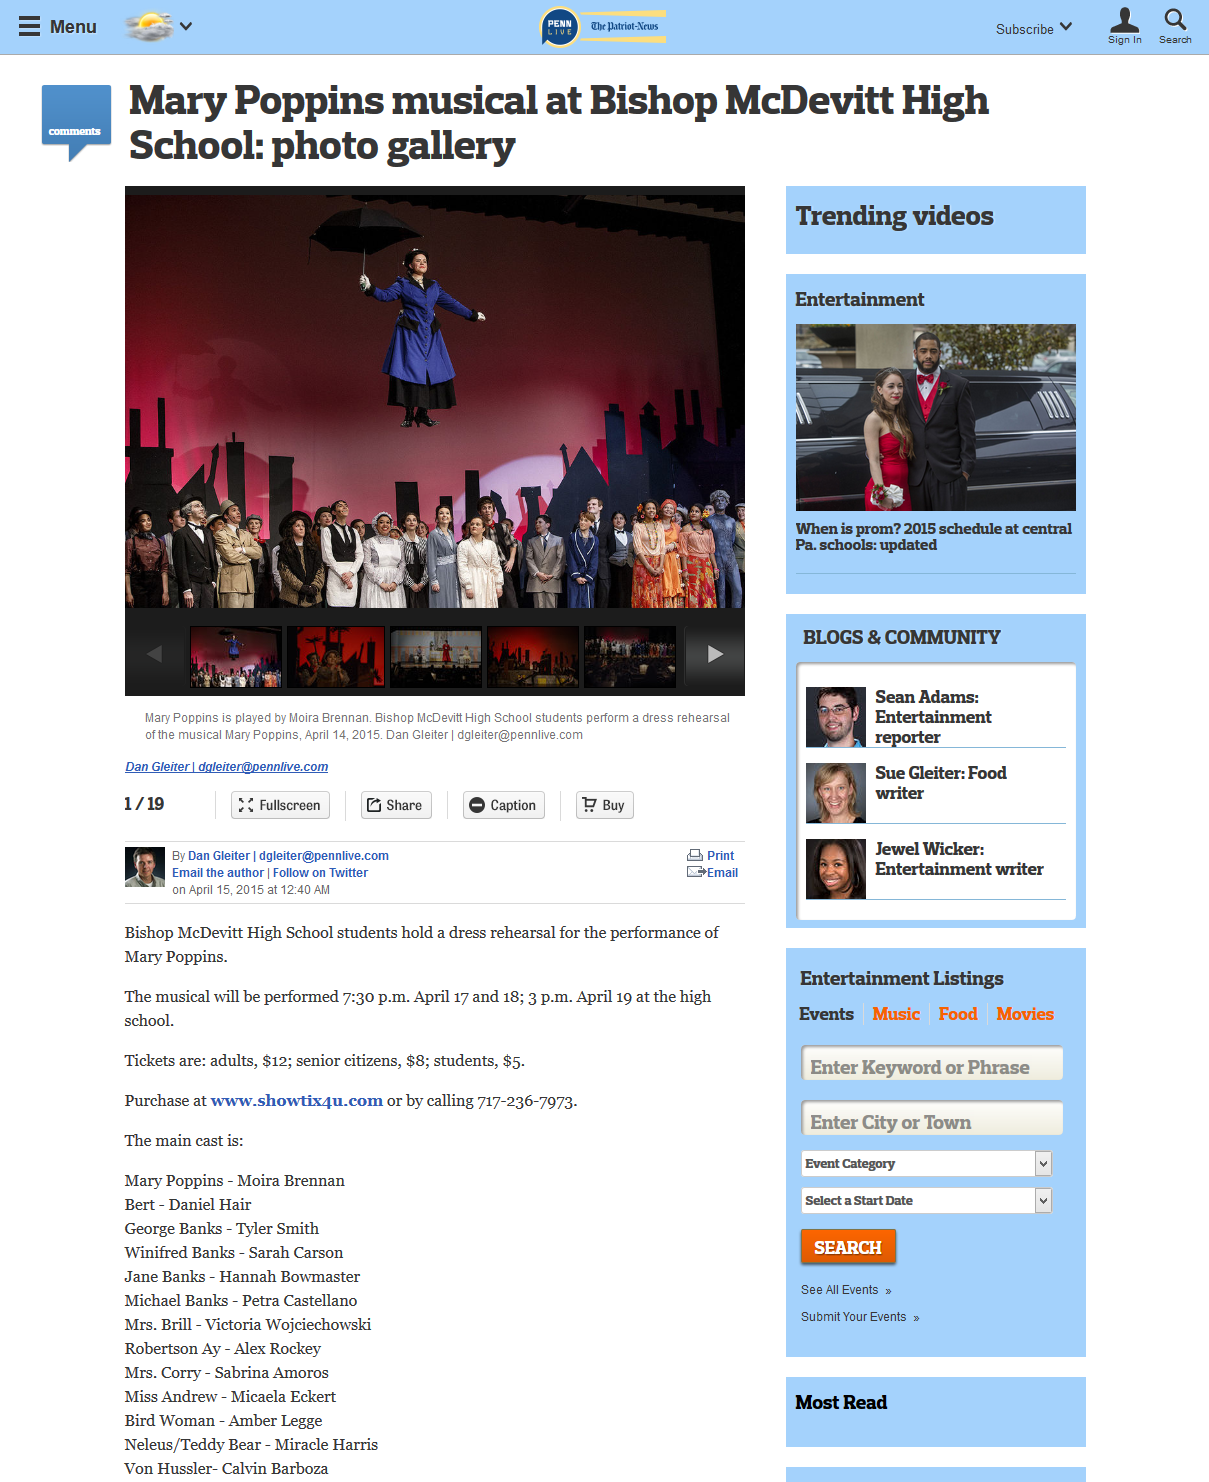 Menu
PENN
LIVE
The Patriot-News
Subscribe
Sign In
Search
comments
Mary Poppins musical at Bishop McDevitt High
School: photo gallery
Mary Poppins is played by Moira Brennan. Bishop McDevitt High School students perform a dress rehearsal
of the musical Mary Poppins, April 14, 2015. Dan Gleiter | dgleiter@pennlive.com
Dan Gleiter | dgleiter@pennlive.com
1 / 19
Fullscreen
Share
Caption
Buy
By Dan Gleiter | dgleiter@pennlive.com
Email the author | Follow on Twitter
on April 15, 2015 at 12:40 AM
Print
Email
Bishop McDevitt High School students hold a dress rehearsal for the performance of
Mary Poppins.
The musical will be performed 7:30 p.m. April 17 and 18; 3 p.m. April 19 at the high
school.
Tickets are: adults, $12; senior citizens, $8; students, $5.
Purchase at www.showtix4u.com or by calling 717-236-7973.
The main cast is:
Mary Poppins - Moira Brennan
Bert - Daniel Hair
George Banks - Tyler Smith
Winifred Banks - Sarah Carson
Jane Banks - Hannah Bowmaster
Michael Banks - Petra Castellano
Mrs. Brill - Victoria Wojciechowski
Robertson Ay - Alex Rockey
Mrs. Corry - Sabrina Amoros
Miss Andrew - Micaela Eckert
Bird Woman - Amber Legge
Neleus/Teddy Bear - Miracle Harris
Von Hussler- Calvin Barboza
Trending videos
Entertainment
When is prom? 2015 schedule at central
Pa. schools: updated
BLOGS & COMMUNITY
Sean Adams:
Entertainment
reporter
Sue Gleiter: Food
writer
Jewel Wicker:
Entertainment writer
Entertainment Listings
Events Music Food Movies
Enter Keyword or Phrase
Enter City or Town
Event Category
Select a Start Date
SEARCH
See All Events »
Submit Your Events »
Most Read